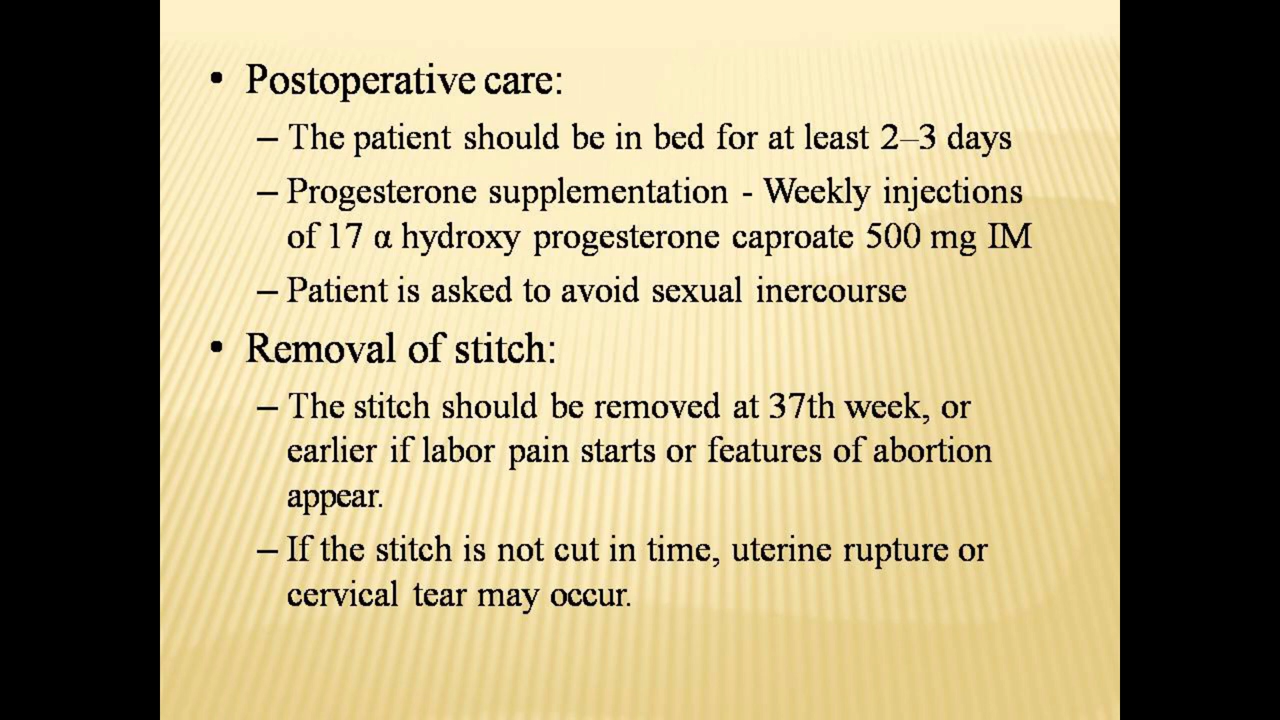 • Postoperative care:
– The patient should be in bed for at least 2–3 days
– Progesterone supplementation - Weekly injections
of 17 α hydroxy progesterone caproate 500 mg IM
– Patient is asked to avoid sexual inercourse
• Removal of stitch:
– The stitch should be removed at 37th week, or
earlier if labor pain starts or features of abortion
appear.
– If the stitch is not cut in time, uterine rupture or
cervical tear may occur.